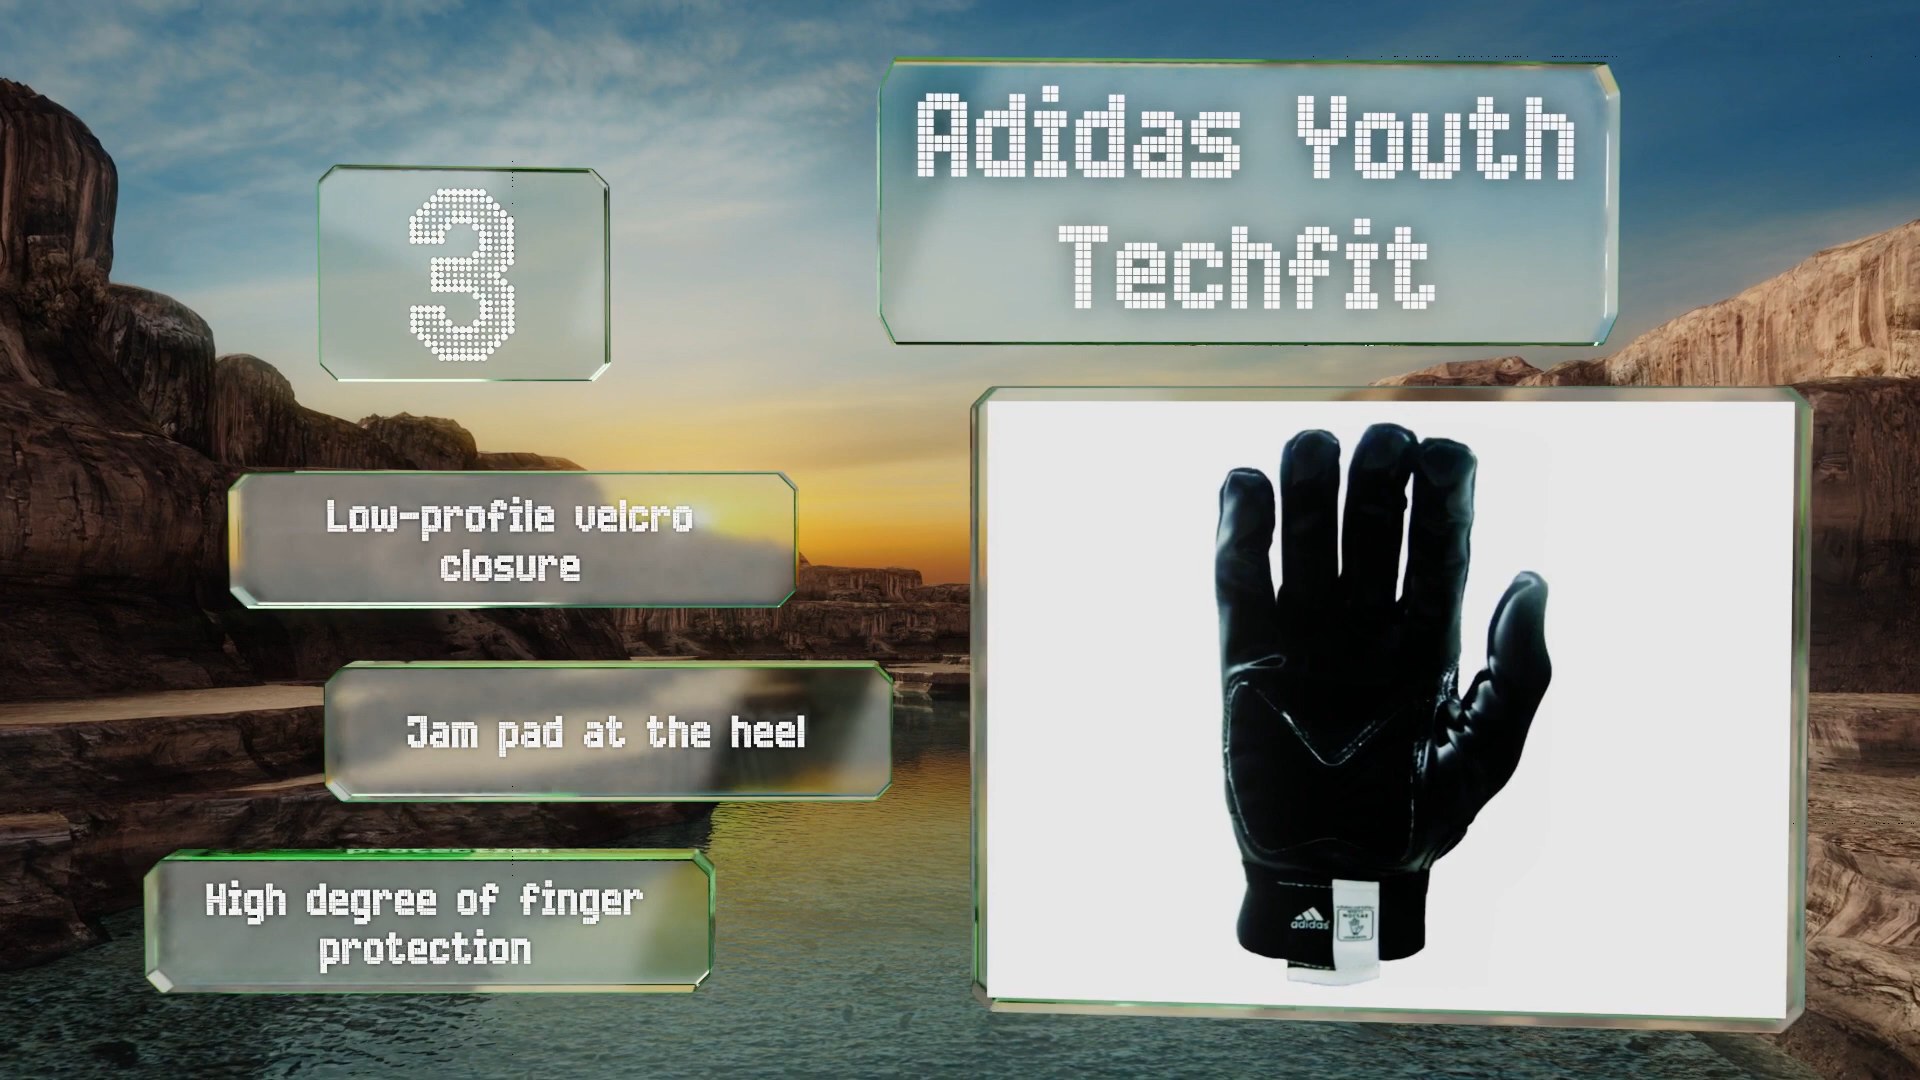 3
Adidas Youth
Techfit
Low-profile velcro
closure
Jam pad at the heel
High degree of finger
protection
adidas